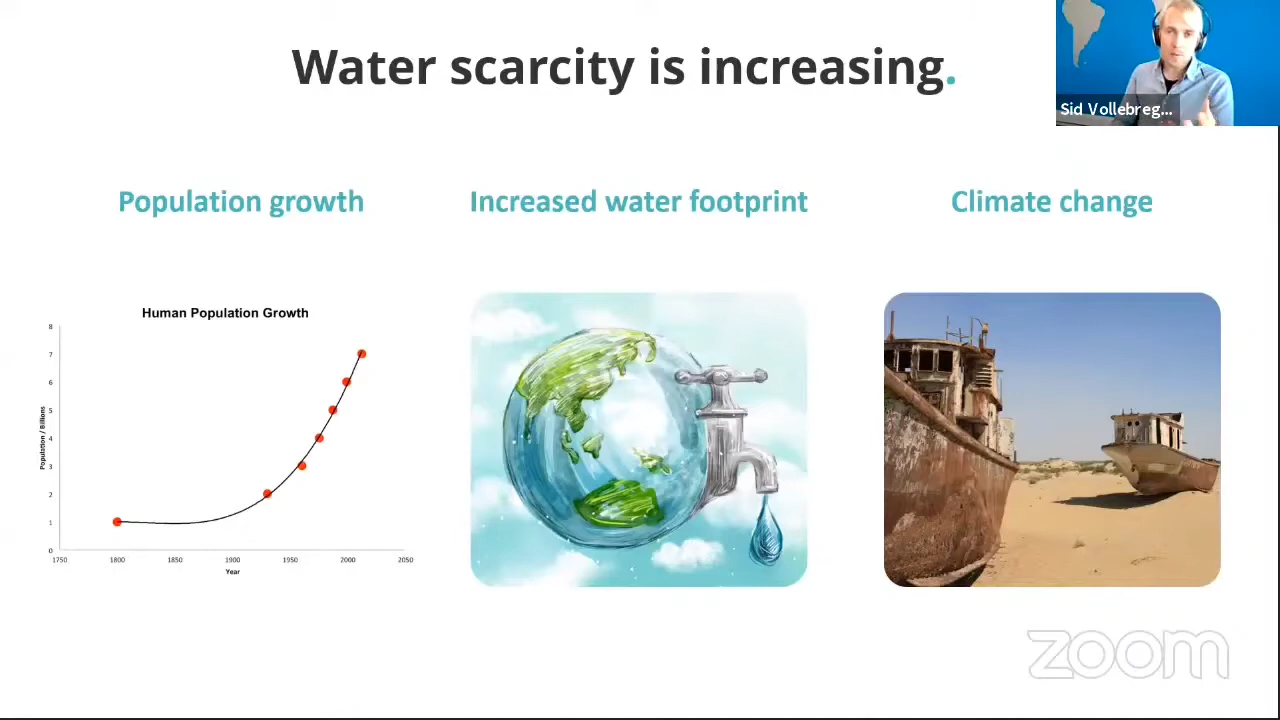 Water scarcity is increasing.
Sid Vollebreg...
Population growth
Increased water footprint
Climate change
Human Population Growth
8
7
6
5
4
3
2
1
0
Population / Billions
1750 1800 1850 1900 1950 2000 2050
Year
zoom